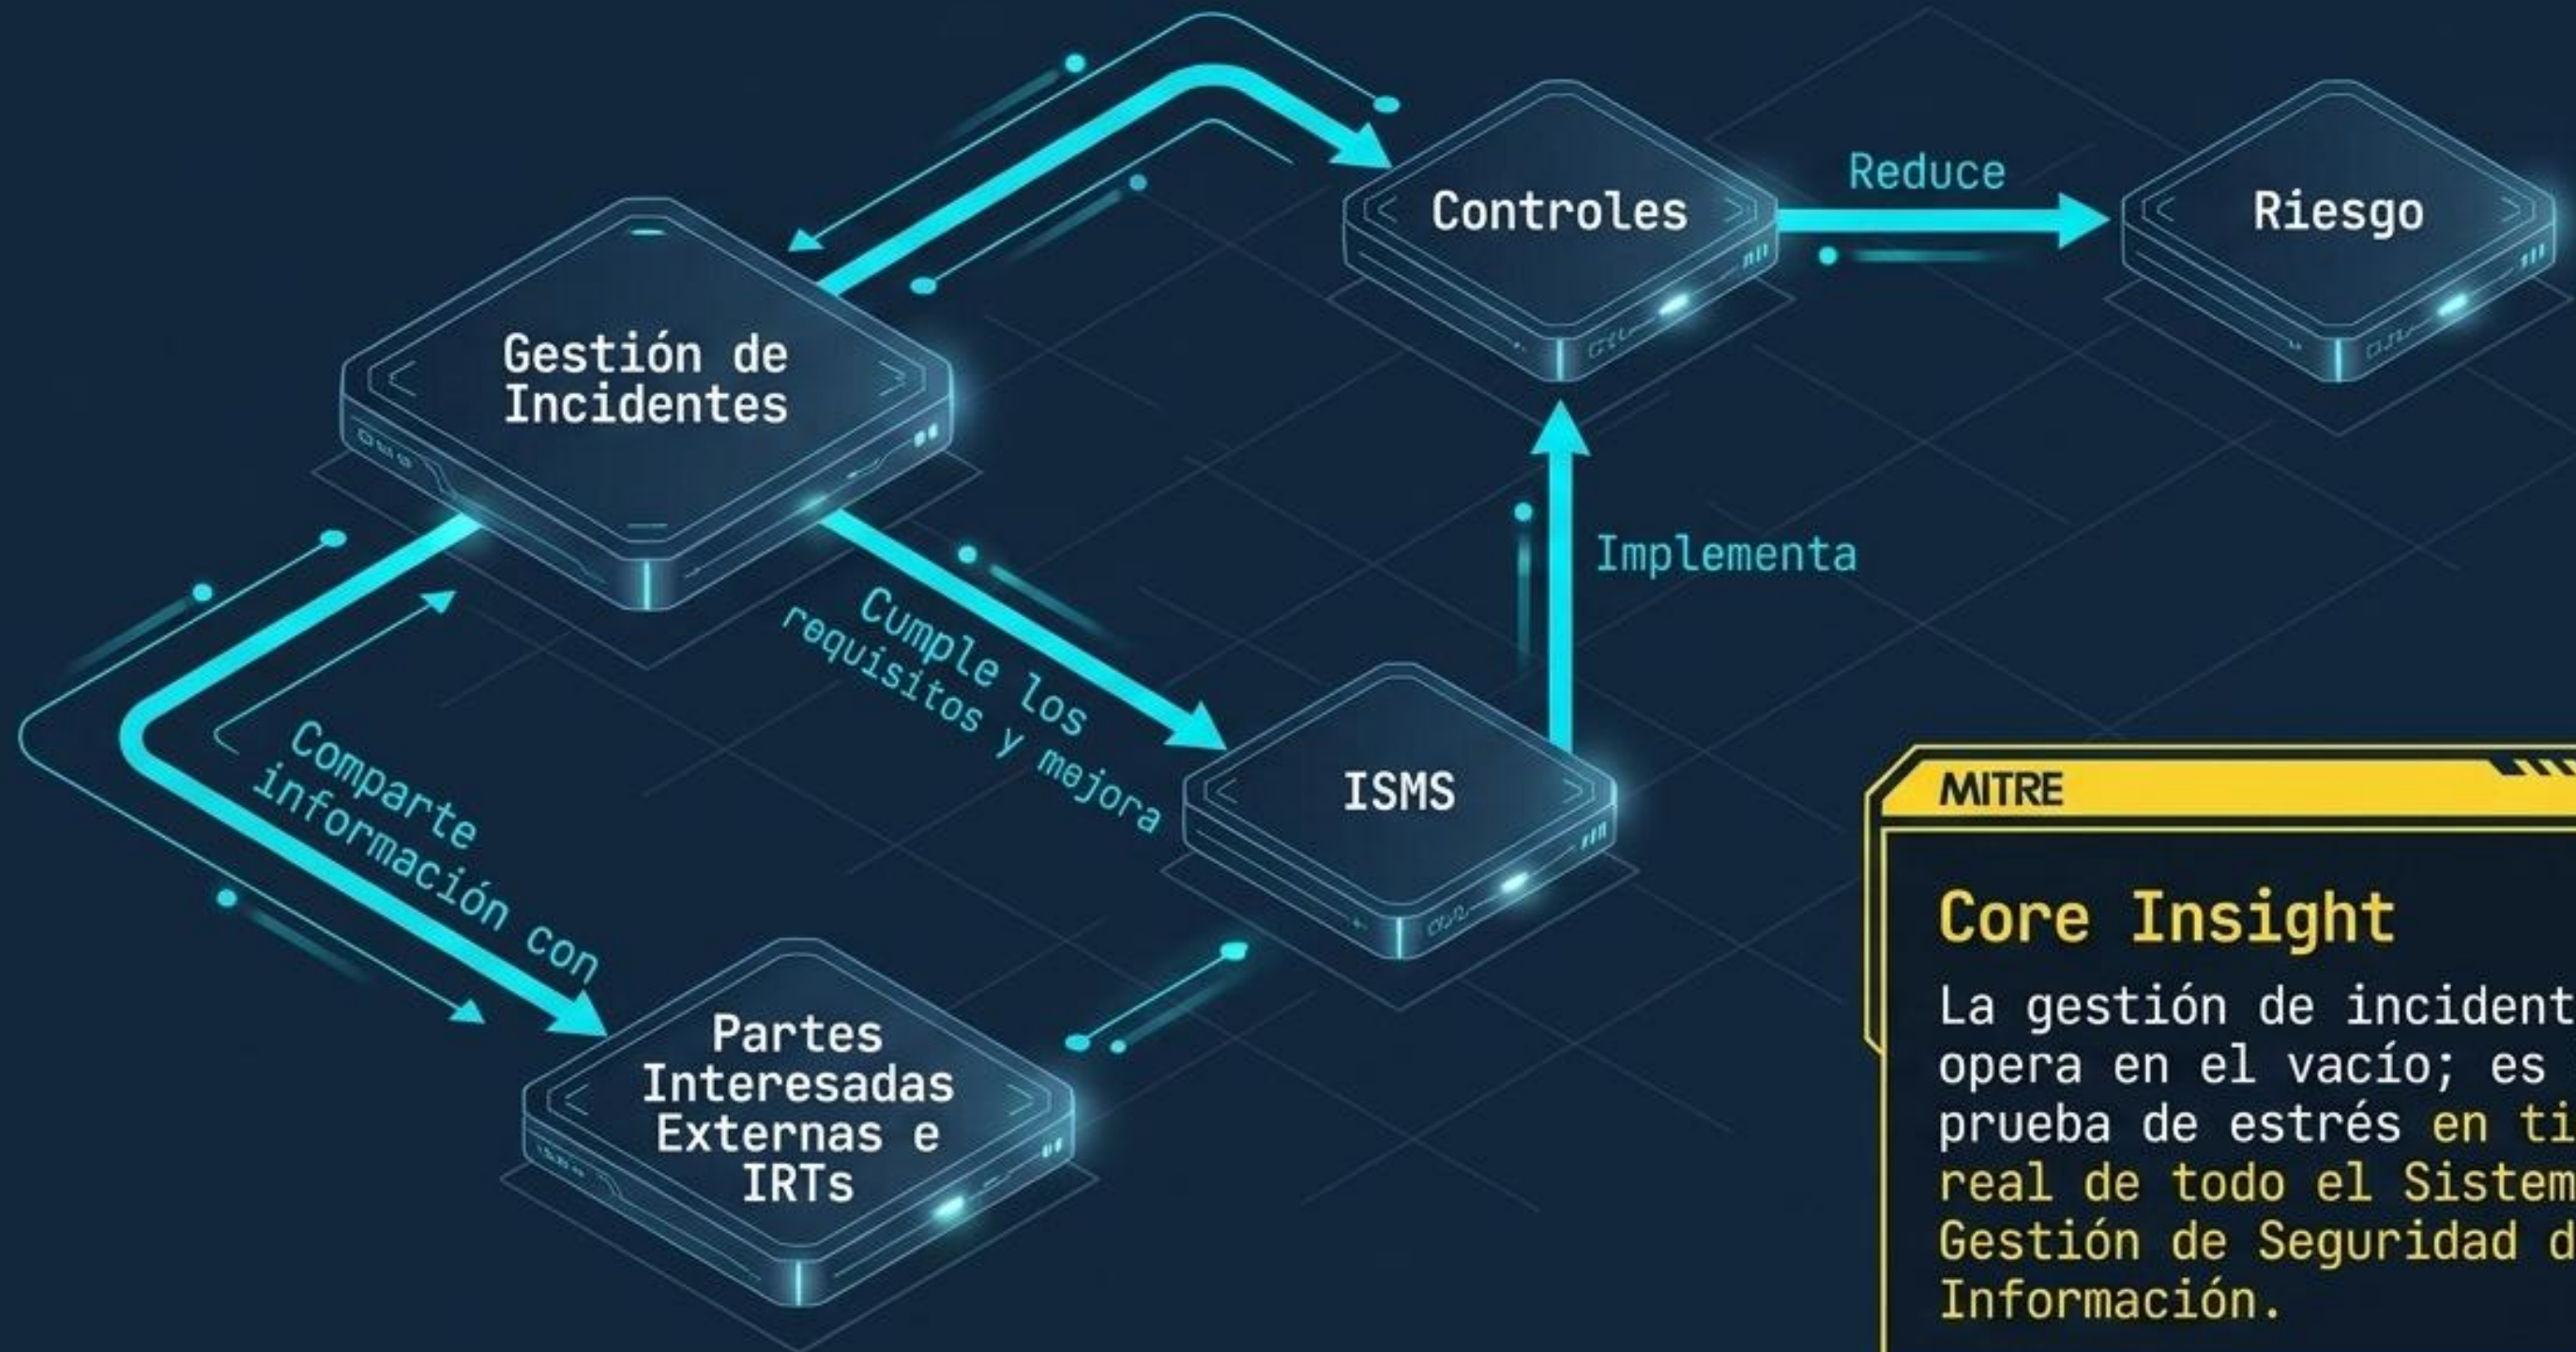 Gestión de
Incidentes
Controles
Reduce
Riesgo
Implementa
Cumple los
requisitos y mejora
ISMS
Comparte
información con
Partes
Interesadas
Externas e
IRTs
MITRE
Core Insight
La gestión de incident
opera en el vacío; es
prueba de estrés en ti
real de todo el Sistem
Gestión de Seguridad d
Información.